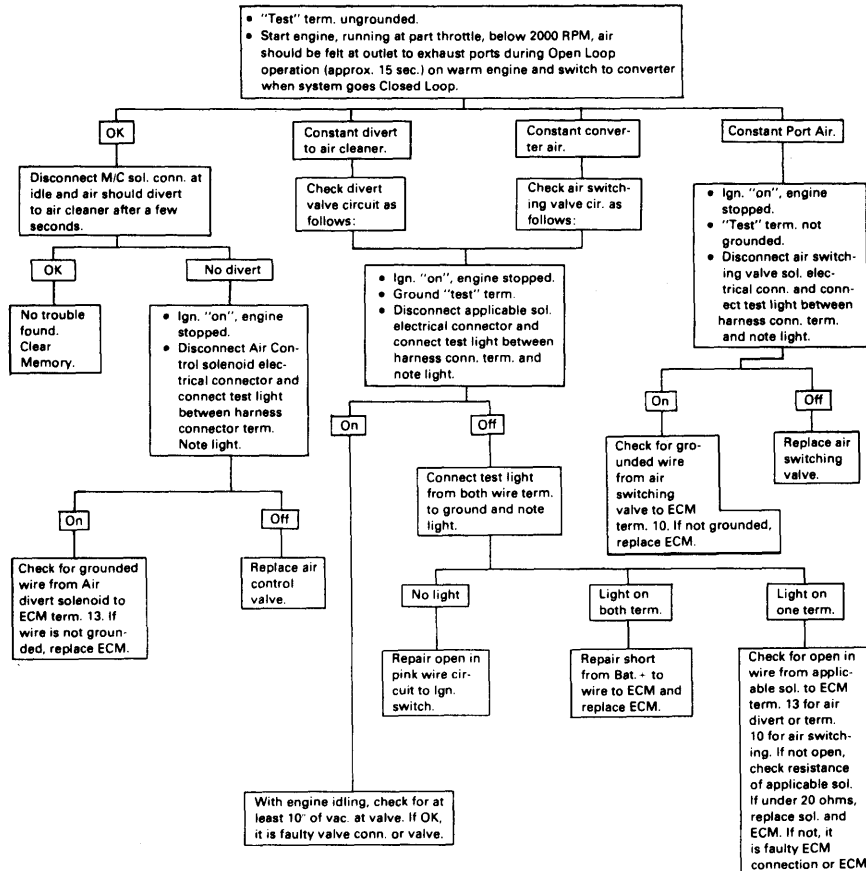 • "Test" term. ungrounded.
• Start engine, running at part throttle, below 2000 RPM, air
should be felt at outlet to exhaust ports during Open Loop
operation (approx. 15 sec.) on warm engine and switch to converter
when system goes Closed Loop.
OK
Constant divert
to air cleaner.
Constant conver-
ter air.
Constant Port Air.
Disconnect M/C sol. conn. at
idle and air should divert
to air cleaner after a few
seconds.
Check divert
valve circuit as
follows:
Check air switch-
ing valve cir. as
follows:
• Ign. "on", engine
stopped.
• "Test" term. not
grounded.
• Disconnect air switch-
ing valve sol. elec-
trical conn. and conn-
nect test light between
harness conn. term.
and note light.
OK
No divert
No trouble
found.
Clear
Memory.
• Ign. "on", engine
stopped.
• Disconnect Air Control
solenoid elec-
trical connector and
connect test light
between harness
connector term.
Note light.
• Ign. "on", engine stopped.
• Ground "test" term.
• Disconnect applicable sol.
electrical connector and
connect test light between
harness conn. term. and
note light.
On
Off
On
Off
Check for gro-
unded wire
from air
switching
valve to ECM
term. 10. If not grounded,
replace ECM.
Replace air
switching
valve.
Connect test light
from both wire term.
to ground and note
light.
On
Off
Check for grounded
wire from Air
divert solenoid to
ECM term. 13. If
wire is not groun-
ded, replace ECM.
Replace air
control
valve.
No light
Light on
both term.
Light on
one term.
Repair open in
pink wire cir-
cuit to Ign.
switch.
Repair short
from Bat. + to
wire to ECM and
replace ECM.
Check for open in
wire from applic-
able sol. to ECM
term. 13 for air
divert or term.
10 for air switch-
ing. If not open,
check resistance
of applicable sol.
If under 20 ohms,
replace sol. and
ECM. If not, it
is faulty ECM
connection or ECM
With engine idling, check for at
least 10" of vac. at valve. If OK,
it is faulty valve conn. or valve.